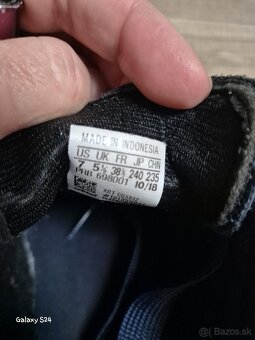 MADE IN INDONESIA
US UK FR JP CHN
7 5½ 38⅔ 240 235
PRB 698001 10/18
Galaxy S24
Bazos.sk